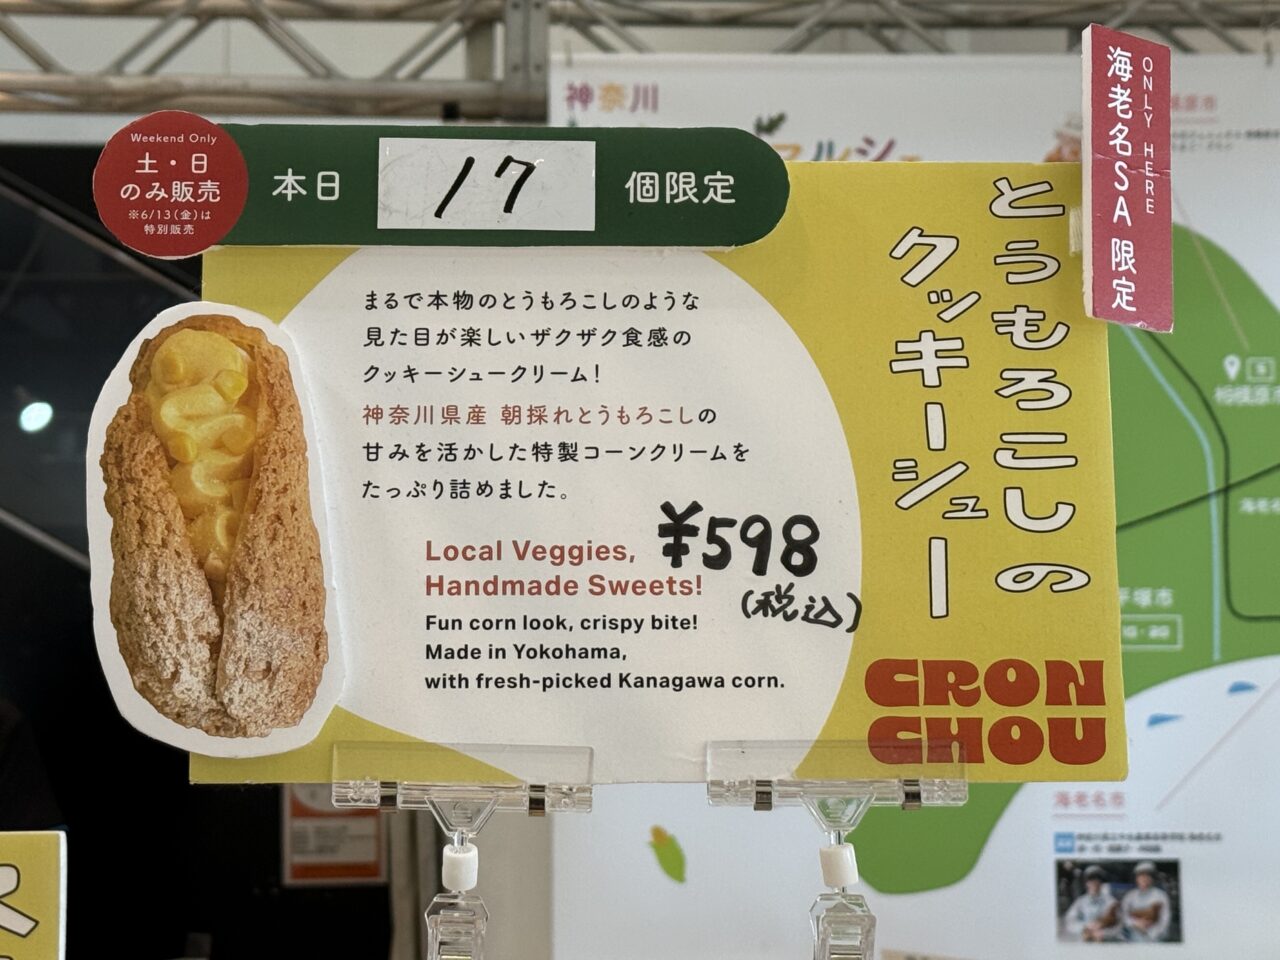 Weekend Only
土・日
のみ販売
※6/13(金)は
特別販売
本日 17 個限定
ONLY HERE
海老名SA 限定
とうもろこしの
クッキーシュー
まるで本物のとうもろこしのような
見た目が楽しいザクザク食感の
クッキーシュークリーム!
神奈川県産 朝採れとうもろこしの
甘みを活かした特製コーンクリームを
たっぷり詰めました。
¥598
(税込)
Local Veggies,
Handmade Sweets!
Fun corn look, crispy bite!
Made in Yokohama,
with fresh-picked Kanagawa corn.
CRON
CHOU
神奈川
マルシェ
平塚市
海老名市